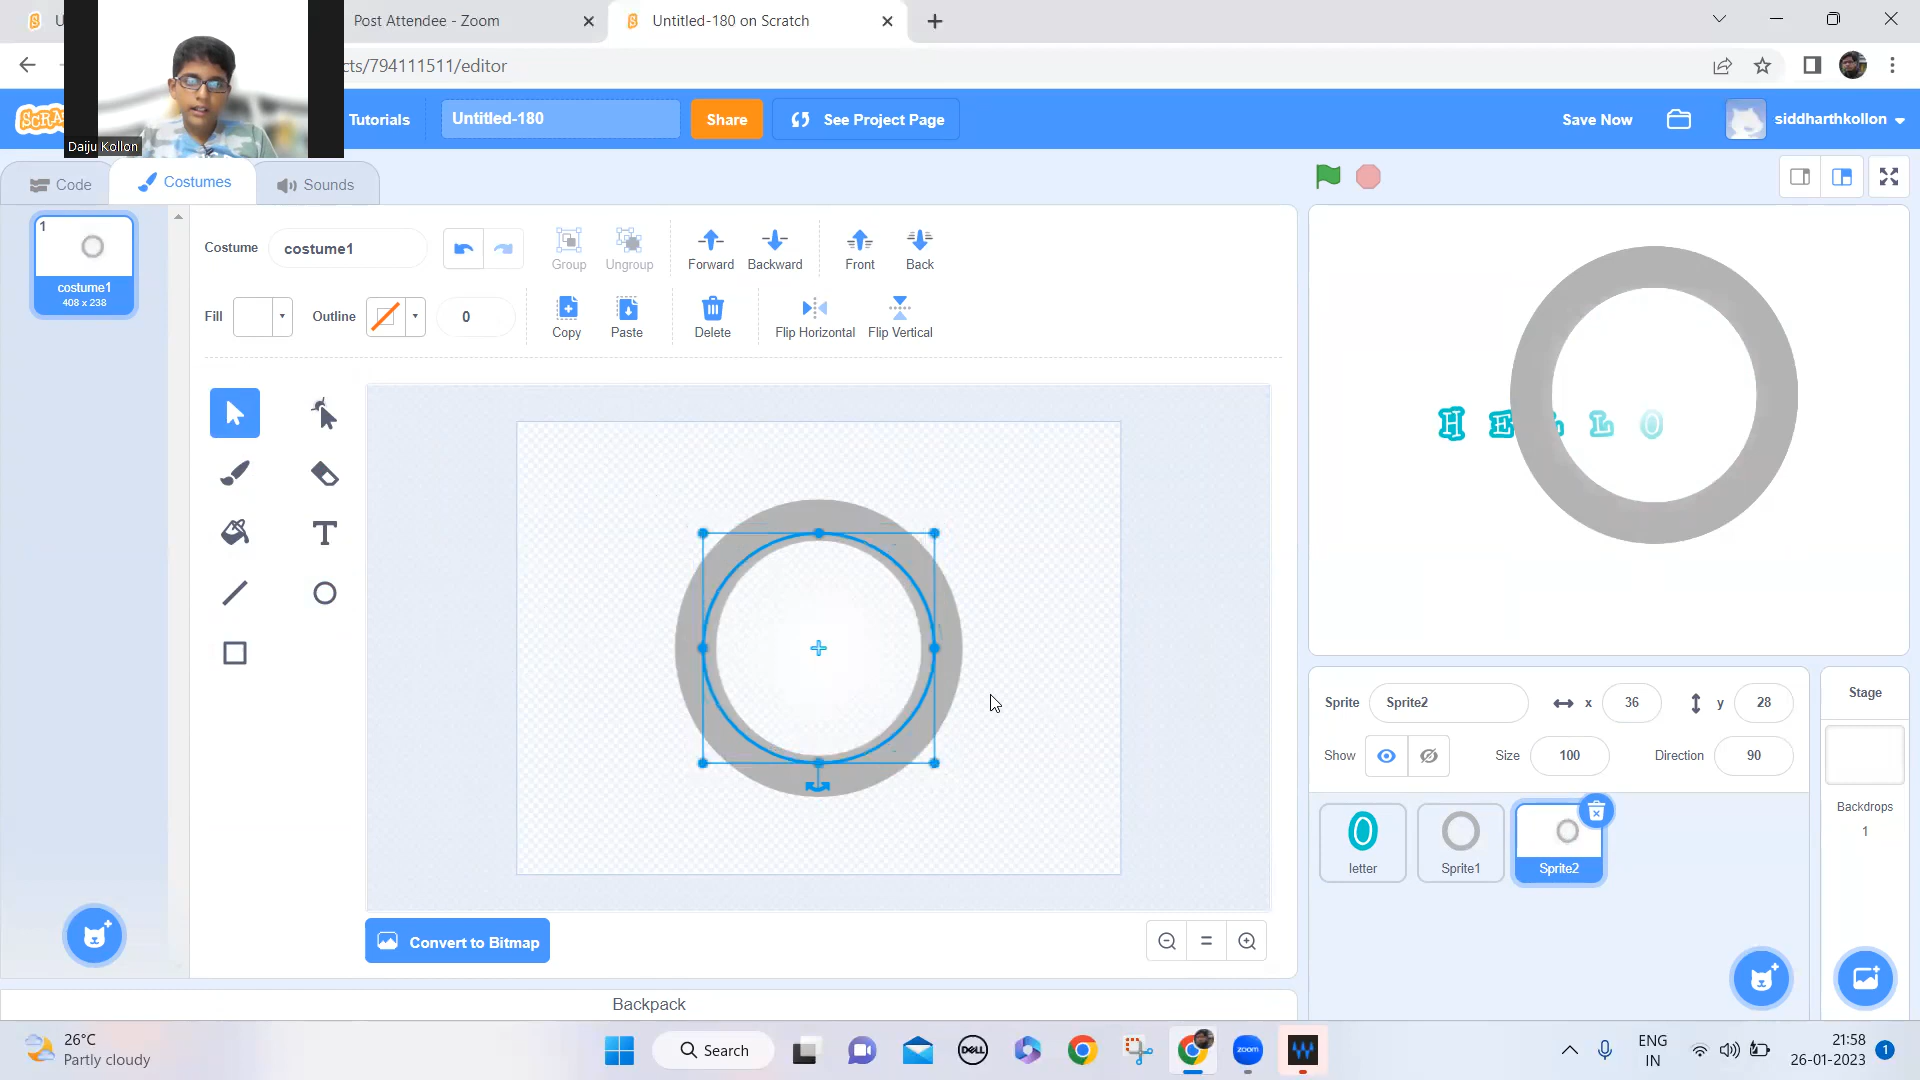 U
Post Attendee - Zoom
Untitled-180 on Scratch
cts/794111511/editor
SCRA
Tutorials
Untitled-180
Share
See Project Page
Save Now
siddharthkollon
Daiju Kollon
Code
Costumes
Sounds
1
costume1
408 x 238
Costume
costume1
Group
Ungroup
Forward
Backward
Front
Back
Fill
Outline
0
Copy
Paste
Delete
Flip Horizontal
Flip Vertical
T
Convert to Bitmap
Backpack
H E L L O
Sprite
Sprite2
x
36
y
28
Show
Size
100
Direction
90
letter
Sprite1
Sprite2
Stage
Backdrops
1
26°C
Partly cloudy
Search
DELL
zoom
ENG
IN
21:58
26-01-2023
1